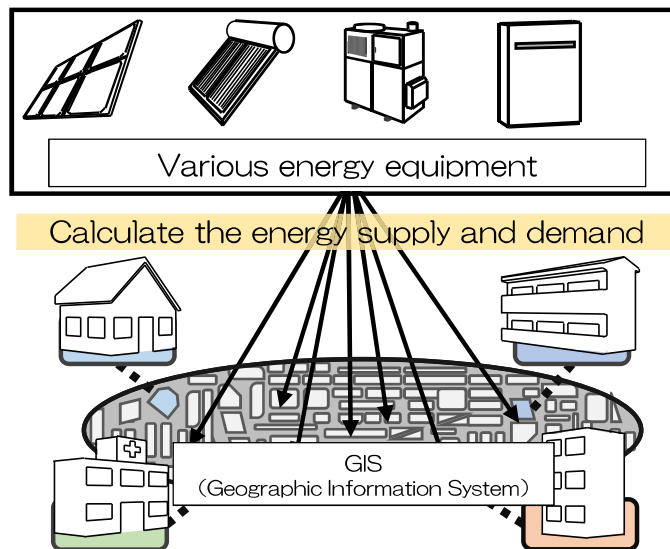 Various energy equipment
Calculate the energy supply and demand
GIS
(Geographic Information System)